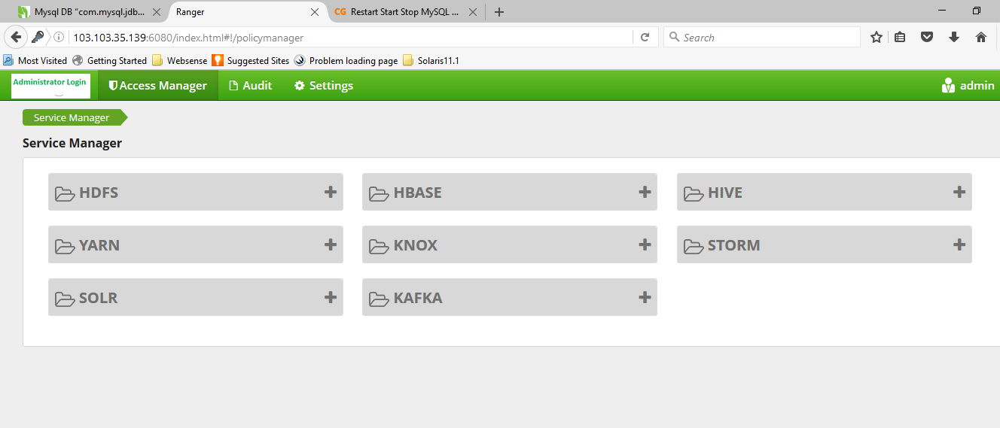 Mysql DB “com.mysql.jdb... Ranger CG Restart Start Stop MySQL ...
103.103.35.139:6080/index.html#!/policymanager Search
Most Visited Getting Started Websense Suggested Sites Problem loading page Solaris11.1
Administrator Login Access Manager Audit Settings admin
Service Manager
Service Manager
HDFS HBASE HIVE
YARN KNOX STORM
SOLR KAFKA